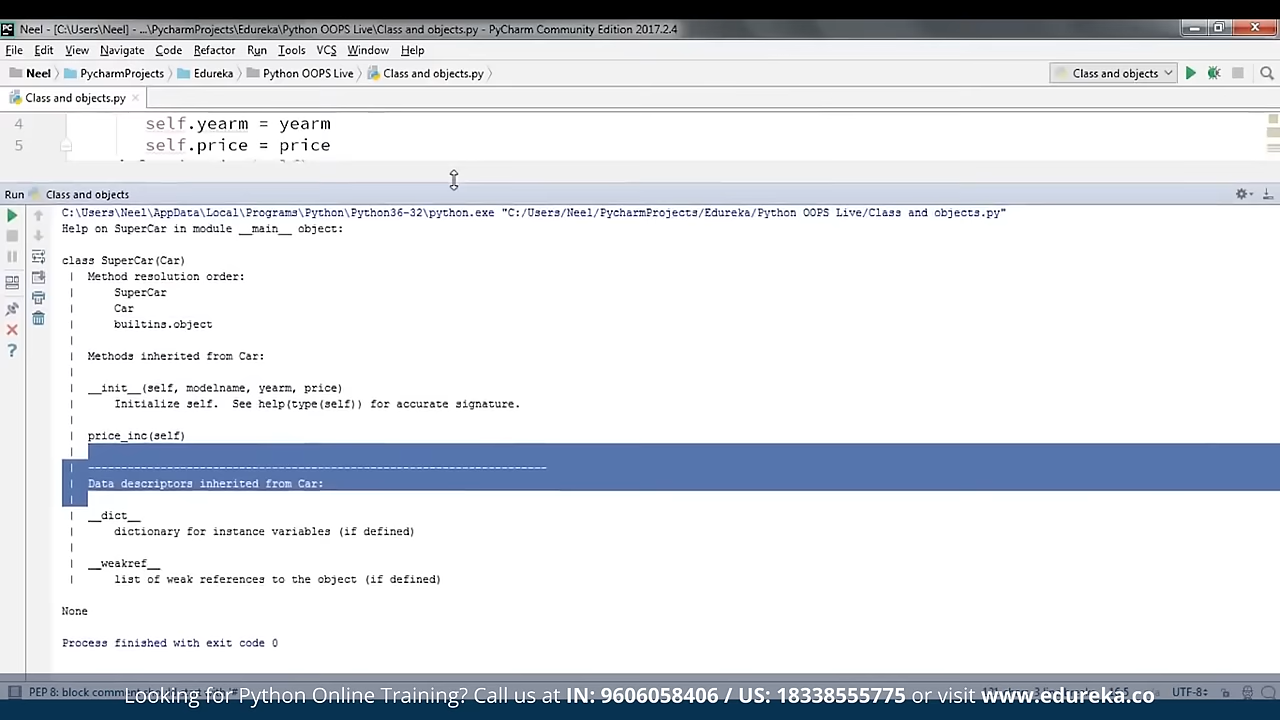 Neel - [C:\Users\Neel] - ...\PycharmProjects\Edureka\Python OOPS Live\Class and objects.py - PyCharm Community Edition 2017.2.4
File Edit View Navigate Code Refactor Run Tools VCS Window Help
Neel PycharmProjects Edureka Python OOPS Live Class and objects.py Class and objects
Class and objects.py
4 self.yearm = yearm
5 self.price = price
Run Class and objects
C:\Users\Neel\AppData\Local\Programs\Python\Python36-32\python.exe "C:/Users/Neel/PycharmProjects/Edureka/Python OOPS Live/Class and objects.py"
Help on SuperCar in module __main__ object:
class SuperCar(Car)
| Method resolution order:
| SuperCar
| Car
| builtins.object
|
| Methods inherited from Car:
|
| __init__(self, modelname, yearm, price)
| Initialize self. See help(type(self)) for accurate signature.
|
| price_inc(self)
|
| ----------------------------------------------------------------------
| Data descriptors inherited from Car:
|
| __dict__
| dictionary for instance variables (if defined)
|
| __weakref__
| list of weak references to the object (if defined)
None
Process finished with exit code 0
PEP 8: block comm
UTF-8
Looking for Python Online Training? Call us at IN: 9606058406 / US: 18338555775 or visit www.edureka.co